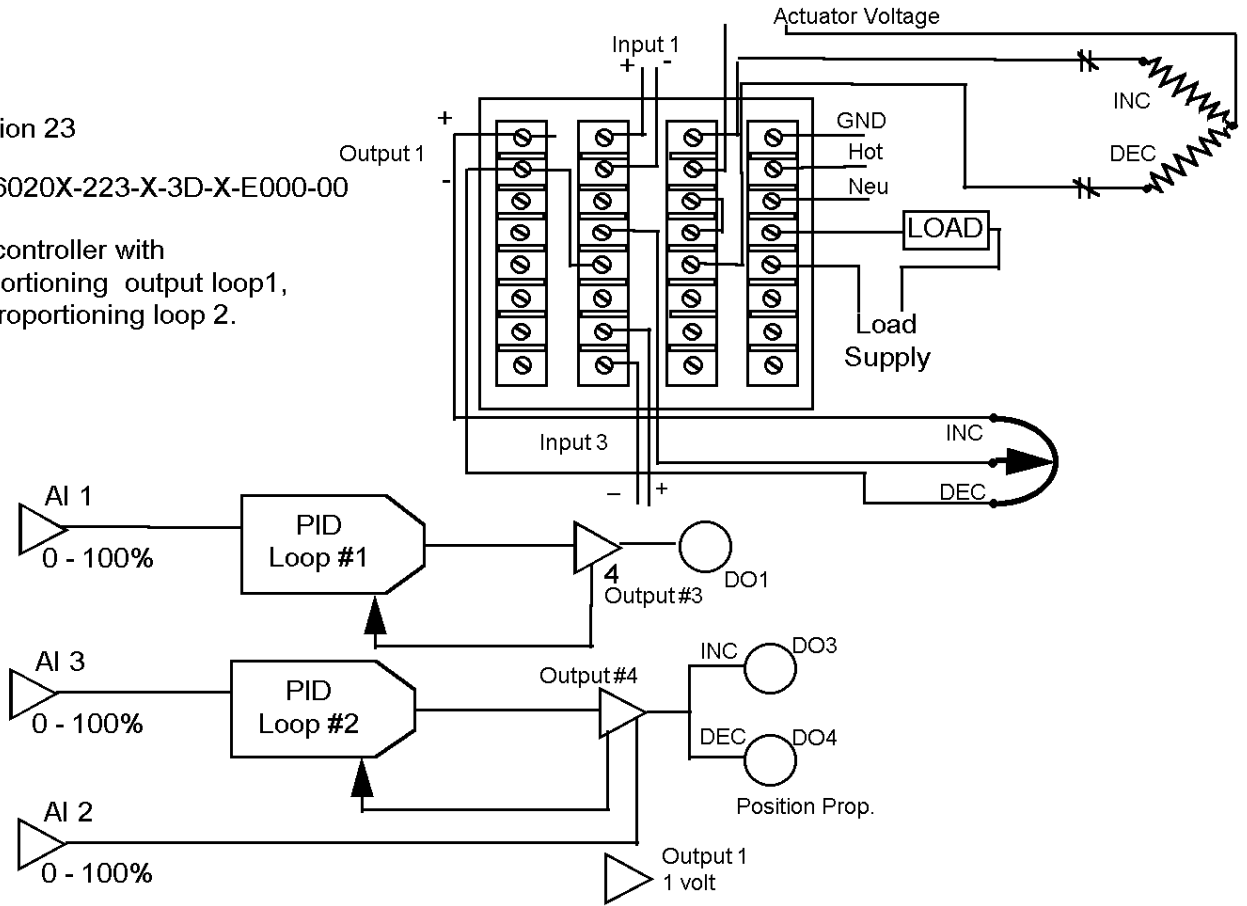 Actuator Voltage
Input 1
+ -
INC
DEC
tion 23
6020X-223-X-3D-X-E000-00
controller with
ortioning output loop1,
roportioning loop 2.
+
Output 1
-
GND
Hot
Neu
LOAD
Load
Supply
INC
DEC
Input 3
– +
AI 1
0 - 100%
PID
Loop #1
4
Output #3
DO1
AI 3
0 - 100%
PID
Loop #2
Output #4
INC
DO3
DEC
DO4
Position Prop.
AI 2
0 - 100%
Output 1
1 volt